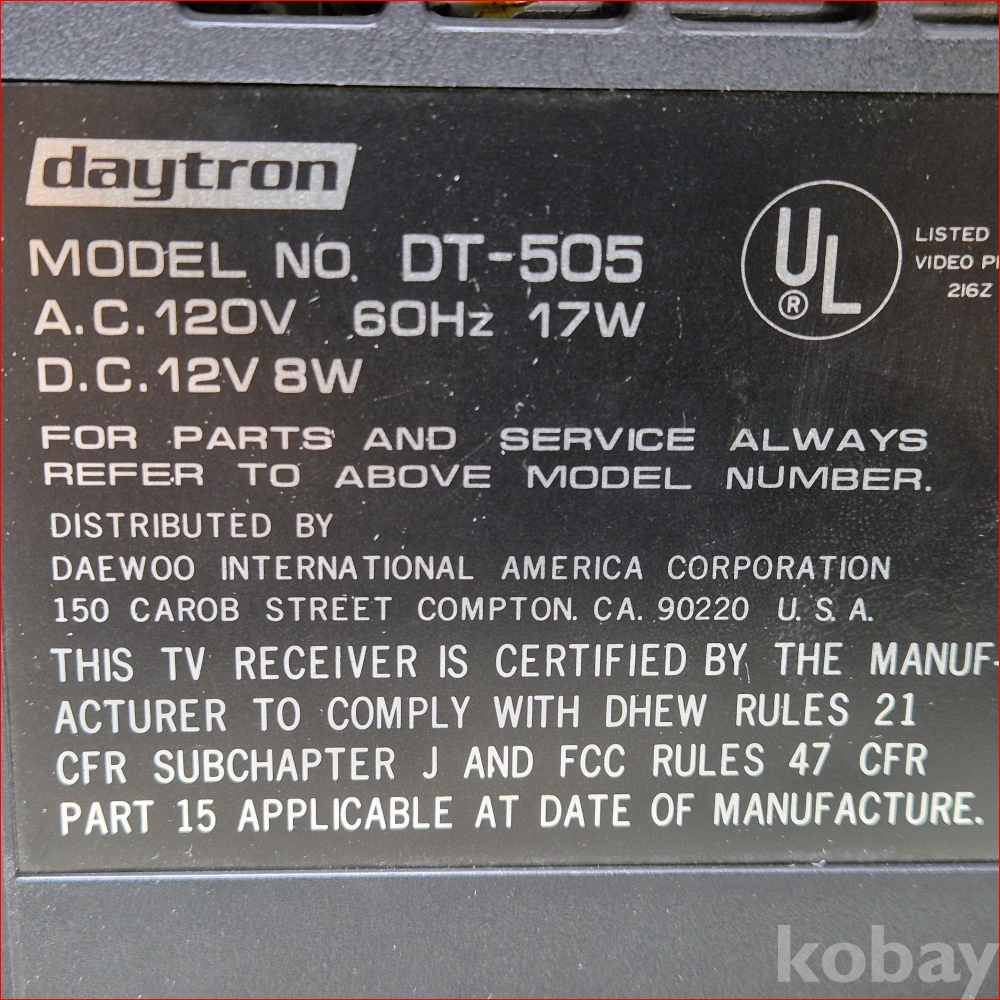 daytron
MODEL NO. DT-505
A.C.120V 60Hz 17W
D.C.12V 8W
UL
®
LISTED
VIDEO
216Z
FOR PARTS AND SERVICE ALWAYS
REFER TO ABOVE MODEL NUMBER.
DISTRIBUTED BY
DAEWOO INTERNATIONAL AMERICA CORPORATION
150 CAROB STREET COMPTON. CA. 90220 U.S.A.
THIS TV RECEIVER IS CERTIFIED BY THE MANUF-
ACTURER TO COMPLY WITH DHEW RULES 21
CFR SUBCHAPTER J AND FCC RULES 47 CFR
PART 15 APPLICABLE AT DATE OF MANUFACTURE.
kobay